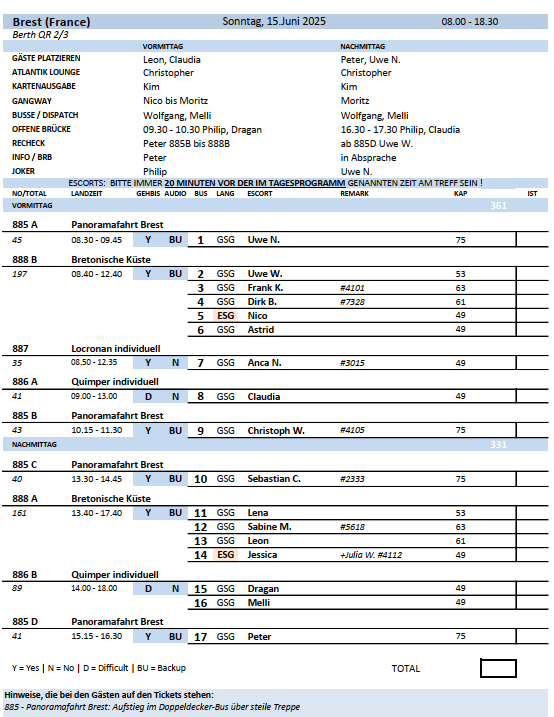 Brest (France) Sonntag, 15.Juni 2025 08.00 - 18.30
Berth QR 2/3
VORMITTAG NACHMITTAG
GÄSTE PLATZIEREN Leon, Claudia Peter, Uwe N.
ATLANTIK LOUNGE Christopher Christopher
KARTENAUSGABE Kim Kim
GANGWAY Nico bis Moritz Moritz
BUSSE / DISPATCH Wolfgang, Melli Wolfgang, Melli
OFFENE BRÜCKE 09.30 - 10.30 Philip, Dragan 16.30 - 17.30 Philip, Claudia
RECHECK Peter 885B bis 888B ab 885D Uwe W.
INFO / BRB Peter in Absprache
JOKER Philip Uwe N.
ESCORTS: BITTE IMMER 20 MINUTEN VOR DER IM TAGESPROGRAMM GENANNTEN ZEIT AM TREFF SEIN !
NO/TOTAL LANDZEIT GEHBIS AUDIO BUS LANG ESCORT REMARK KAP IST
VORMITTAG 361
885 A Panoramafahrt Brest
45 08.30 - 09.45 Y BU 1 GSG Uwe N. 75
888 B Bretonische Küste
197 08.40 - 12.40 Y BU 2 GSG Uwe W. 53
3 GSG Frank K. #4101 63
4 GSG Dirk B. #7328 61
5 ESG Nico 49
6 GSG Astrid 49
887 Locronan individuell
35 08.50 - 12.35 Y N 7 GSG Anca N. #3015 49
886 A Quimper individuell
41 09.00 - 13.00 D N 8 GSG Claudia 49
885 B Panoramafahrt Brest
43 10.15 - 11.30 Y BU 9 GSG Christoph W. #4105 75
NACHMITTAG 331
885 C Panoramafahrt Brest
40 13.30 - 14.45 Y BU 10 GSG Sebastian C. #2333 75
888 A Bretonische Küste
161 13.40 - 17.40 Y BU 11 GSG Lena 53
12 GSG Sabine M. #5618 63
13 GSG Leon 61
14 ESG Jessica +Julia W. #4112 49
886 B Quimper individuell
89 14.00 - 18.00 D N 15 GSG Dragan 49
16 GSG Melli 49
885 D Panoramafahrt Brest
41 15.15 - 16.30 Y BU 17 GSG Peter 75
Y = Yes | N = No | D = Difficult | BU = Backup TOTAL
Hinweise, die bei den Gästen auf den Tickets stehen:
885 - Panoramafahrt Brest: Aufstieg im Doppeldecker-Bus über steile Treppe